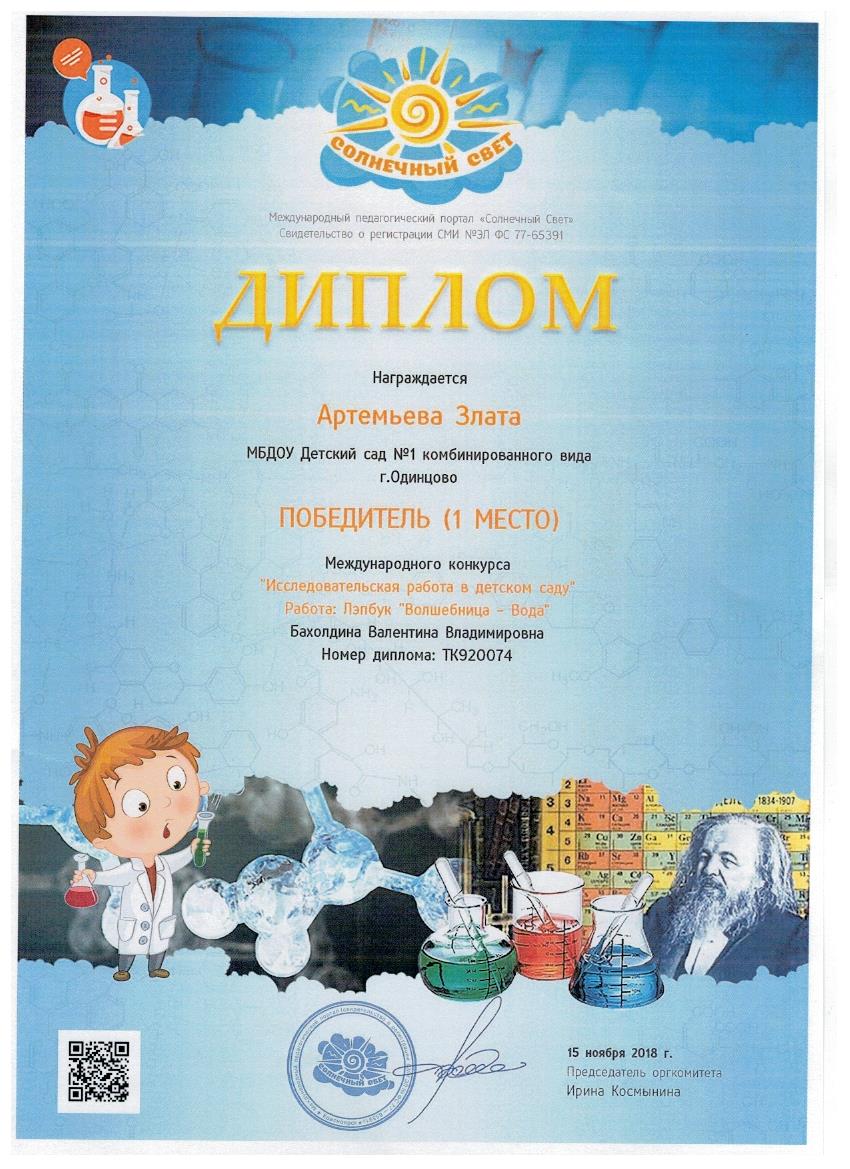 СОЛНЕЧНЫЙ СВЕТ
Международный педагогический портал «Солнечный Свет»
Свидетельство о регистрации СМИ №ЭЛ ФС 77-65391
ДИПЛОМ
Награждается
Артемьева Злата
МБДОУ Детский сад №1 комбинированного вида
г.Одинцово
ПОБЕДИТЕЛЬ (1 МЕСТО)
Международного конкурса
"Исследовательская работа в детском саду"
Работа: Лэпбук "Волшебница – Вода"
Бахолдина Валентина Владимировна
Номер диплома: ТК920074
1834-1907
СОЛНЕЧНЫЙ СВЕТ
15 ноября 2018 г.
Председатель оргкомитета
Ирина Космынина